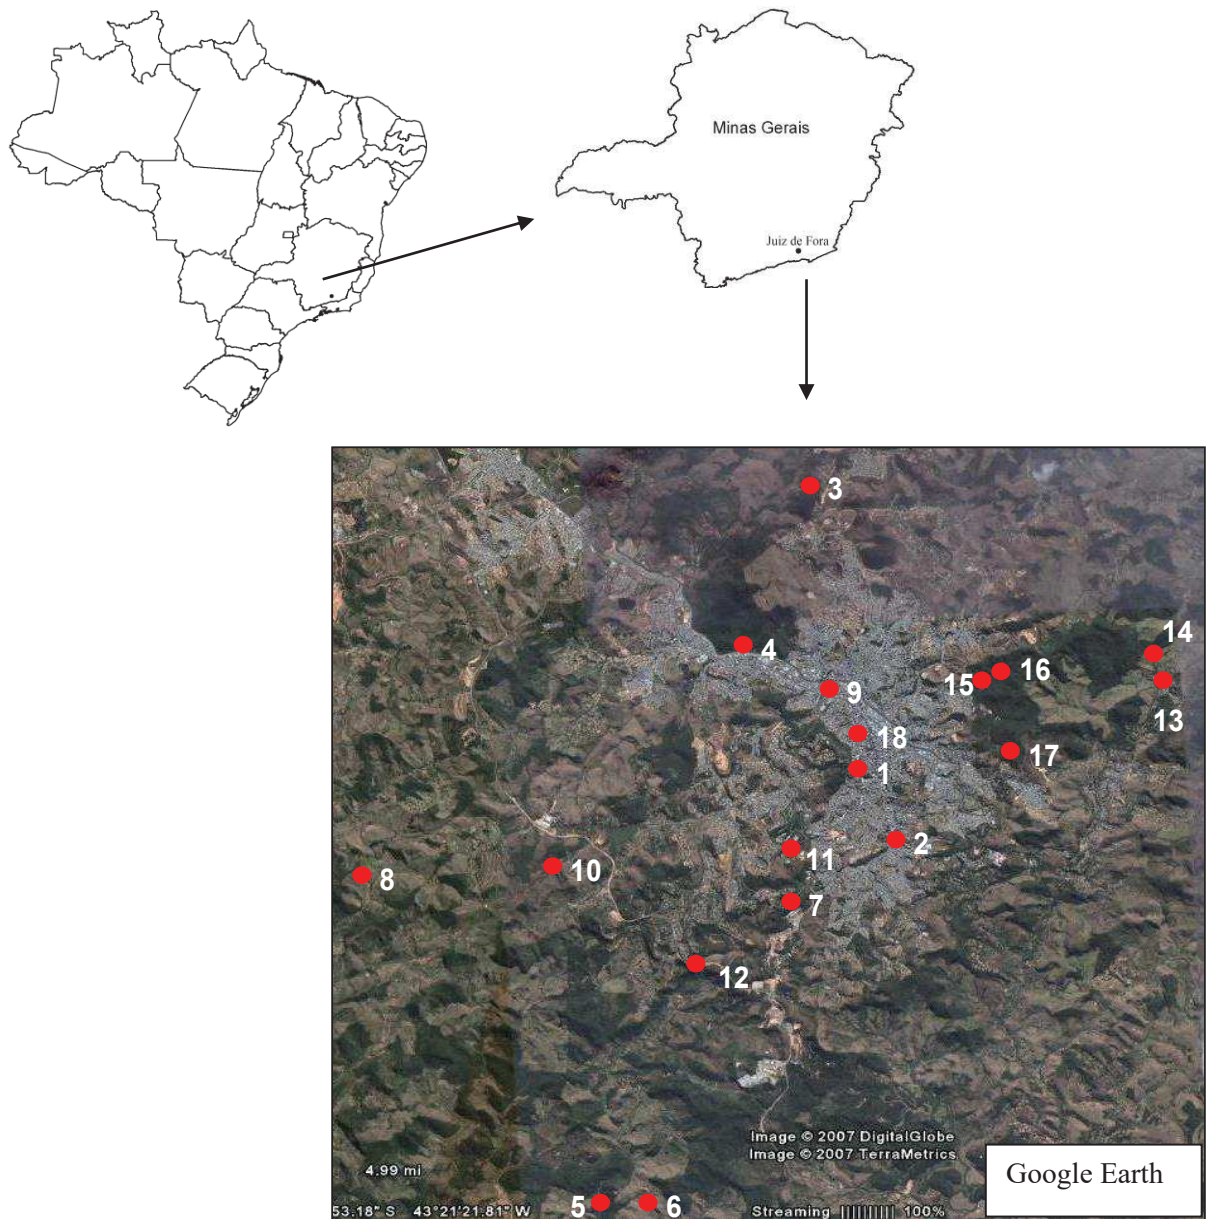 Minas Gerais
Juiz de Fora
3
14
4
16
15
9
13
18
17
1
2
11
10
8
7
12
Image © 2007 DigitalGlobe
Image © 2007 TerraMetrics
Google Earth
4.99 mi
5
6
53.18" S 43°21'21.81" W
Streaming |||||||||| 100%